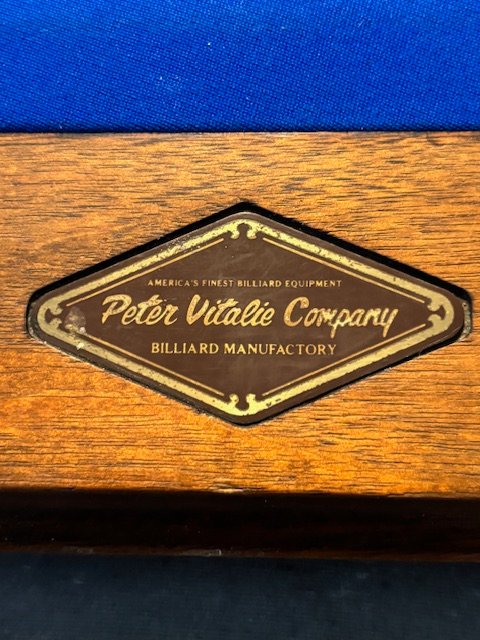 AMERICA'S FINEST BILLIARD EQUIPMENT
Peter Vitalie Company
BILLIARD MANUFACTORY